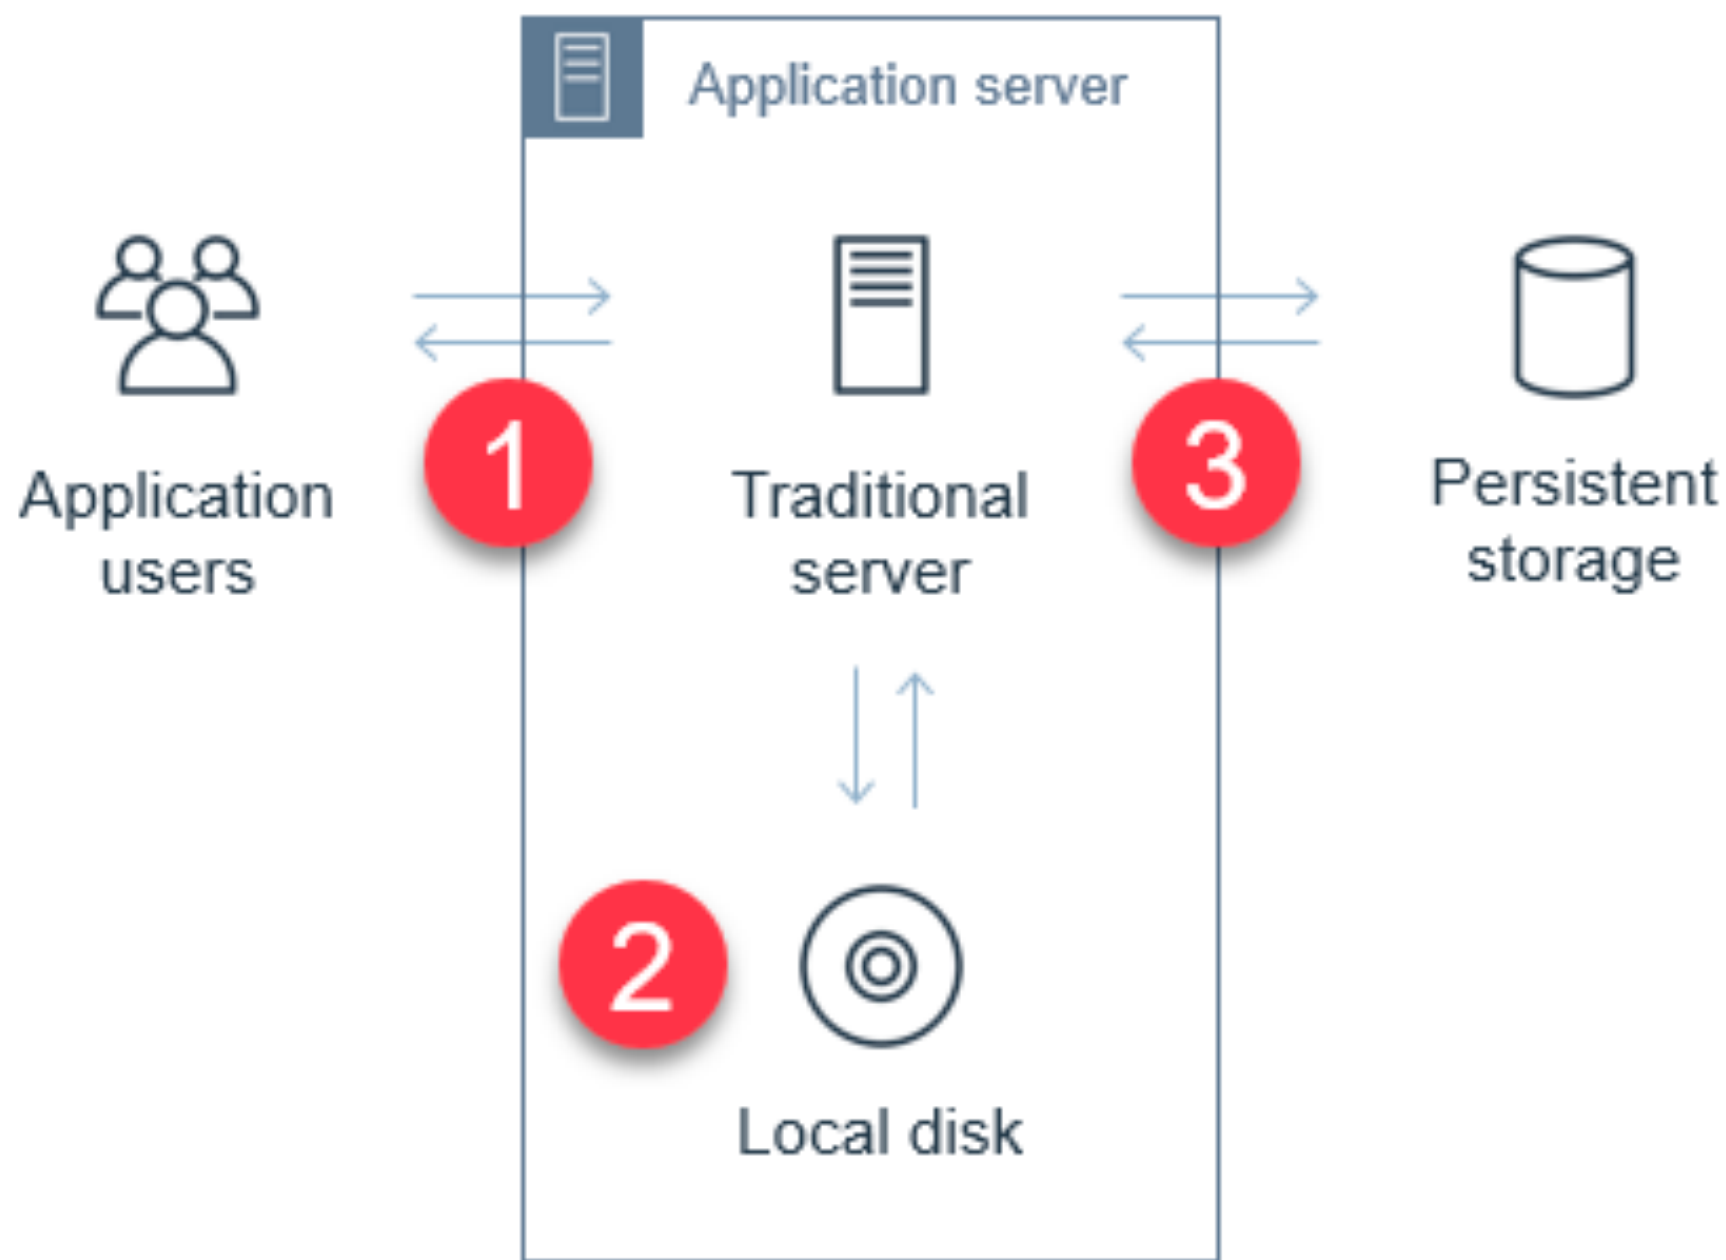 Application server
Application
users
1
Traditional
server
3
Persistent
storage
2
Local disk